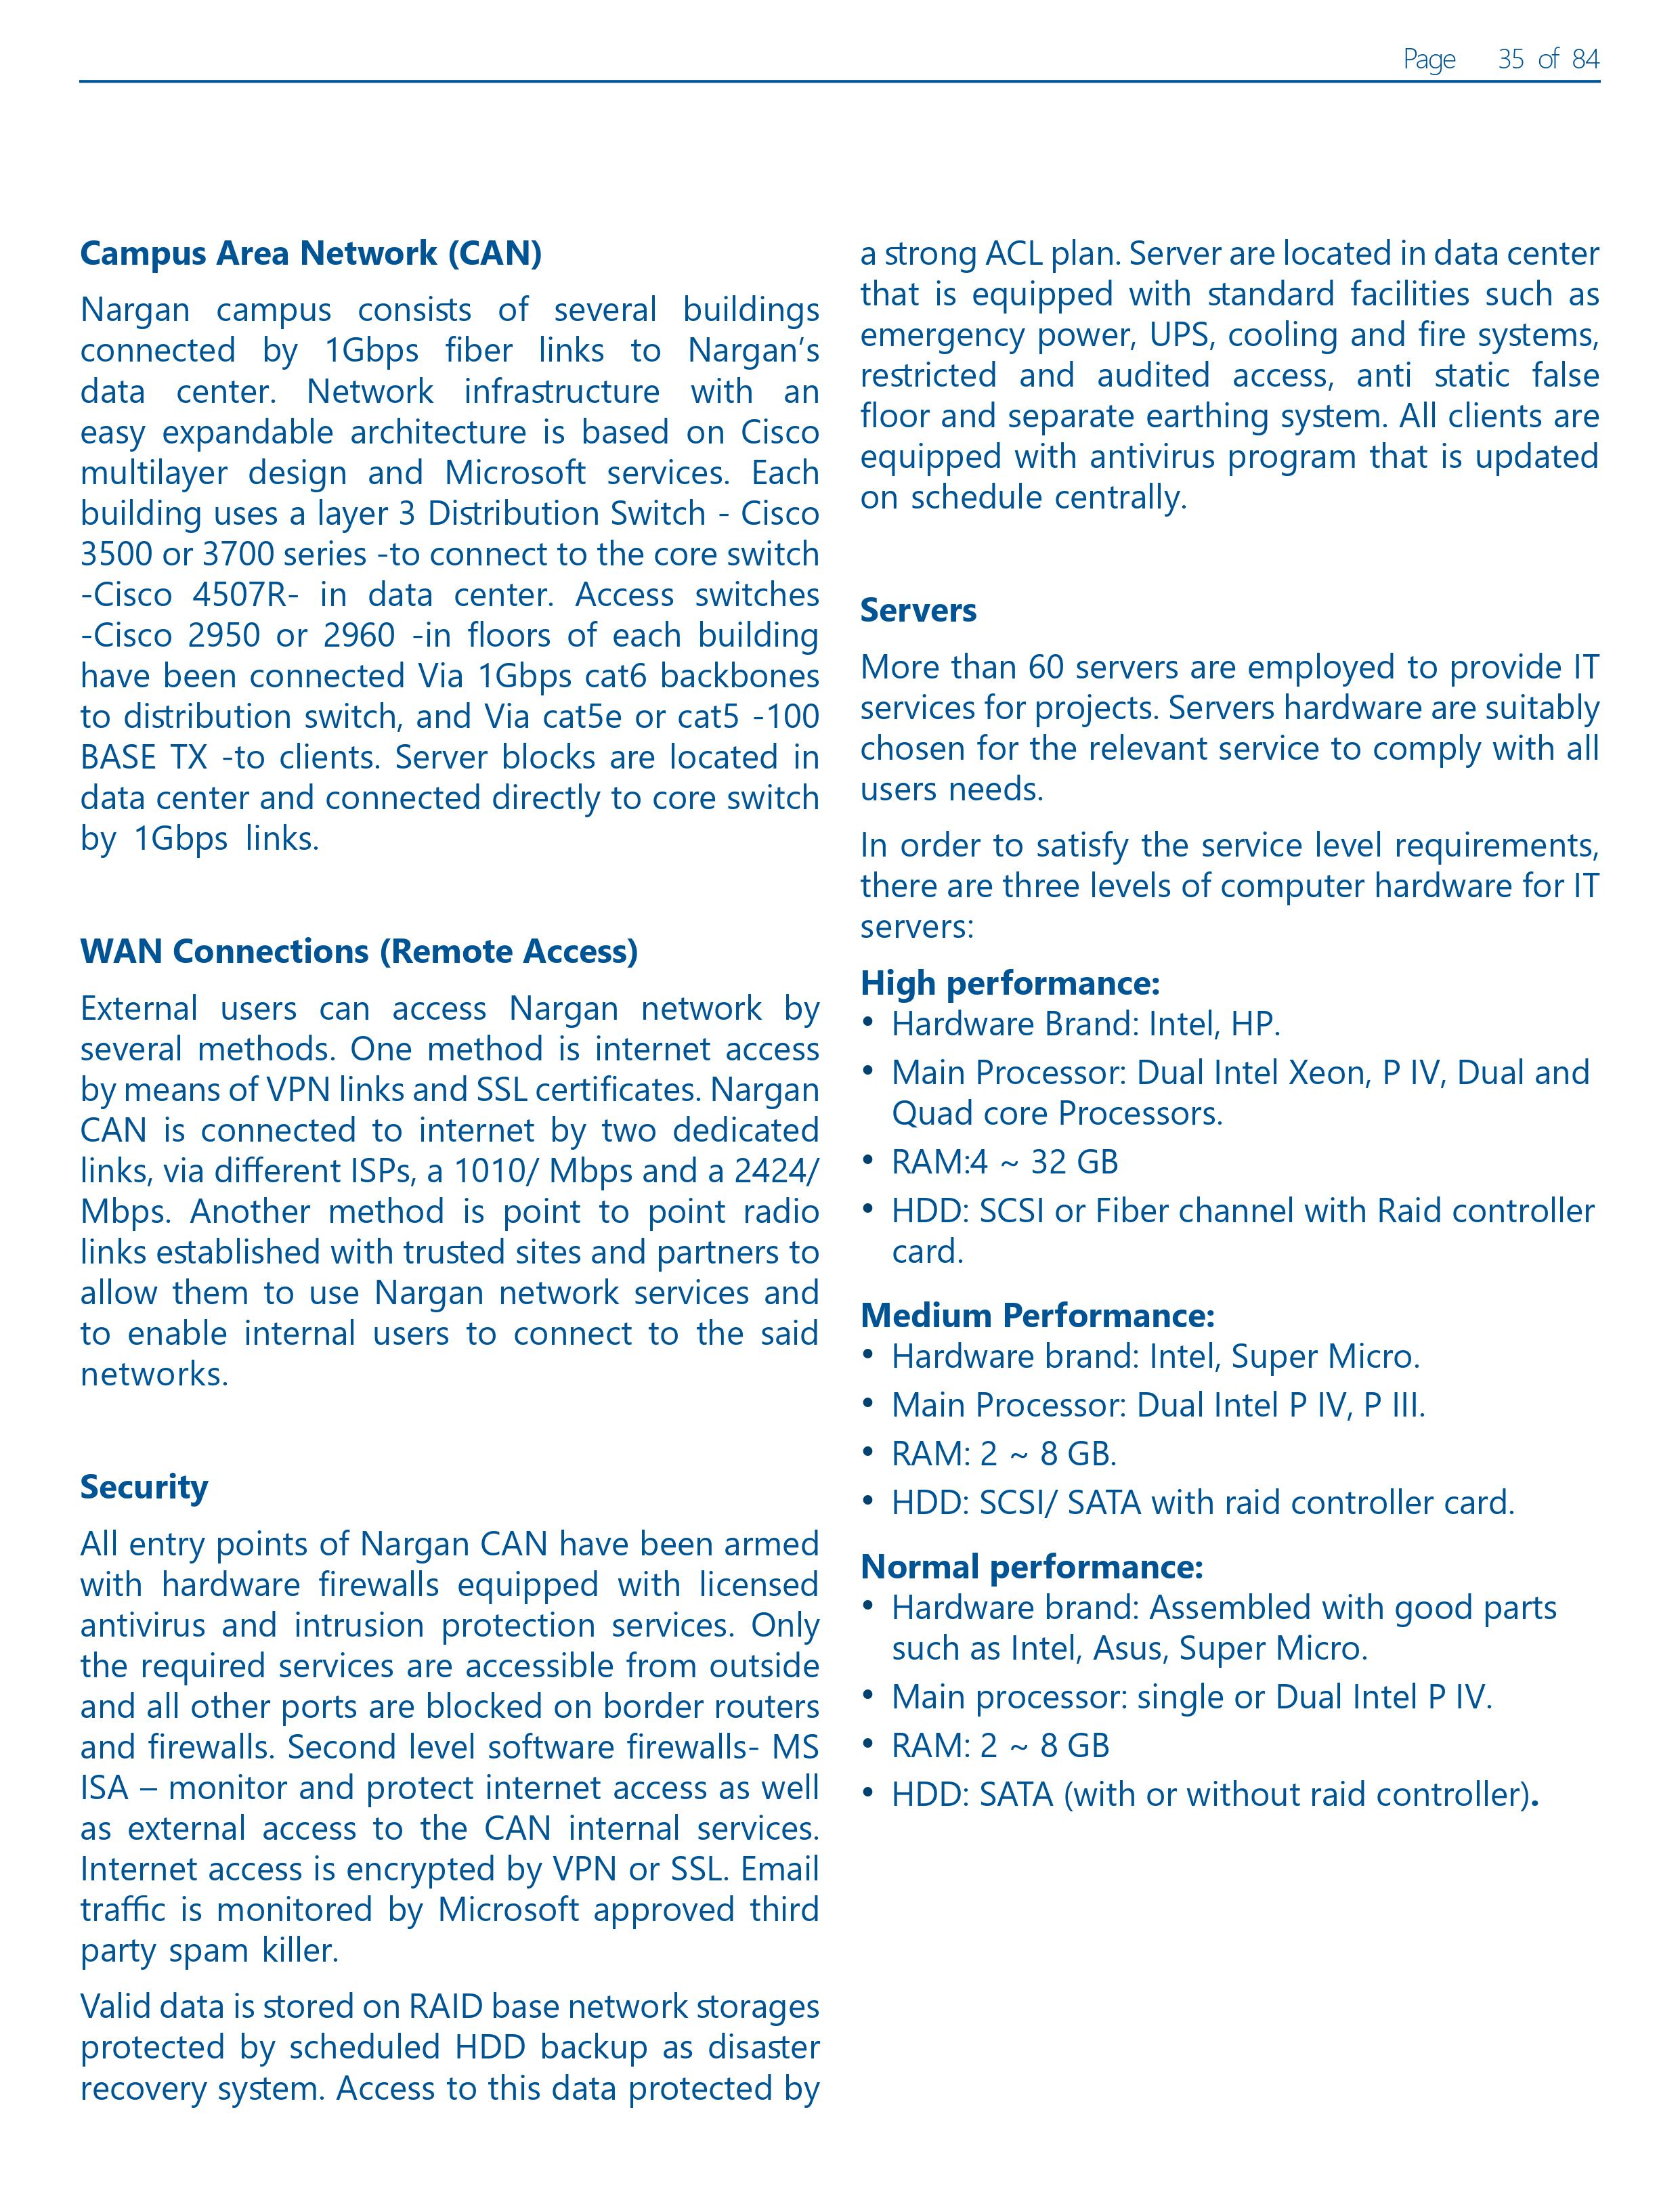 Page 35 of 84
Campus Area Network (CAN)
Nargan campus consists of several buildings
connected by 1Gbps fiber links to Nargan’s
data center. Network infrastructure with an
easy expandable architecture is based on Cisco
multilayer design and Microsoft services. Each
building uses a layer 3 Distribution Switch - Cisco
3500 or 3700 series -to connect to the core switch
-Cisco 4507R- in data center. Access switches
-Cisco 2950 or 2960 -in floors of each building
have been connected Via 1Gbps cat6 backbones
to distribution switch, and Via cat5e or cat5 -100
BASE TX -to clients. Server blocks are located in
data center and connected directly to core switch
by 1Gbps links.
WAN Connections (Remote Access)
External users can access Nargan network by
several methods. One method is internet access
by means of VPN links and SSL certificates. Nargan
CAN is connected to internet by two dedicated
links, via different ISPs, a 1010/ Mbps and a 2424/
Mbps. Another method is point to point radio
links established with trusted sites and partners to
allow them to use Nargan network services and
to enable internal users to connect to the said
networks.
Security
All entry points of Nargan CAN have been armed
with hardware firewalls equipped with licensed
antivirus and intrusion protection services. Only
the required services are accessible from outside
and all other ports are blocked on border routers
and firewalls. Second level software firewalls- MS
ISA – monitor and protect internet access as well
as external access to the CAN internal services.
Internet access is encrypted by VPN or SSL. Email
traffic is monitored by Microsoft approved third
party spam killer.
Valid data is stored on RAID base network storages
protected by scheduled HDD backup as disaster
recovery system. Access to this data protected by
a strong ACL plan. Server are located in data center
that is equipped with standard facilities such as
emergency power, UPS, cooling and fire systems,
restricted and audited access, anti static false
floor and separate earthing system. All clients are
equipped with antivirus program that is updated
on schedule centrally.
Servers
More than 60 servers are employed to provide IT
services for projects. Servers hardware are suitably
chosen for the relevant service to comply with all
users needs.
In order to satisfy the service level requirements,
there are three levels of computer hardware for IT
servers:
High performance:
• Hardware Brand: Intel, HP.
• Main Processor: Dual Intel Xeon, P IV, Dual and
Quad core Processors.
• RAM:4 ~ 32 GB
• HDD: SCSI or Fiber channel with Raid controller
card.
Medium Performance:
• Hardware brand: Intel, Super Micro.
• Main Processor: Dual Intel P IV, P III.
• RAM: 2 ~ 8 GB.
• HDD: SCSI/ SATA with raid controller card.
Normal performance:
• Hardware brand: Assembled with good parts
such as Intel, Asus, Super Micro.
• Main processor: single or Dual Intel P IV.
• RAM: 2 ~ 8 GB
• HDD: SATA (with or without raid controller).